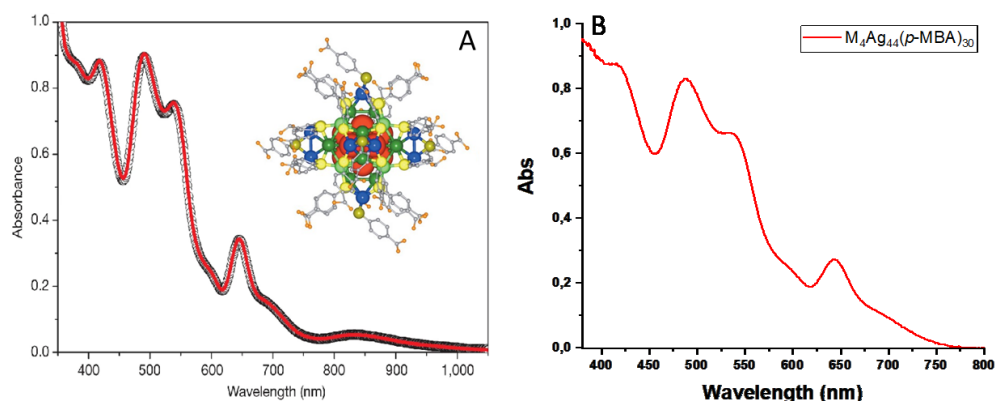 A
1.0
0.8
0.6
0.4
0.2
0.0
Absorbance
400 500 600 700 800 900 1,000
Wavelength (nm)
B
M4Ag44(p-MBA)30
1,0
0,8
0,6
0,4
0,2
0,0
Abs
400 450 500 550 600 650 700 750 800
Wavelength (nm)